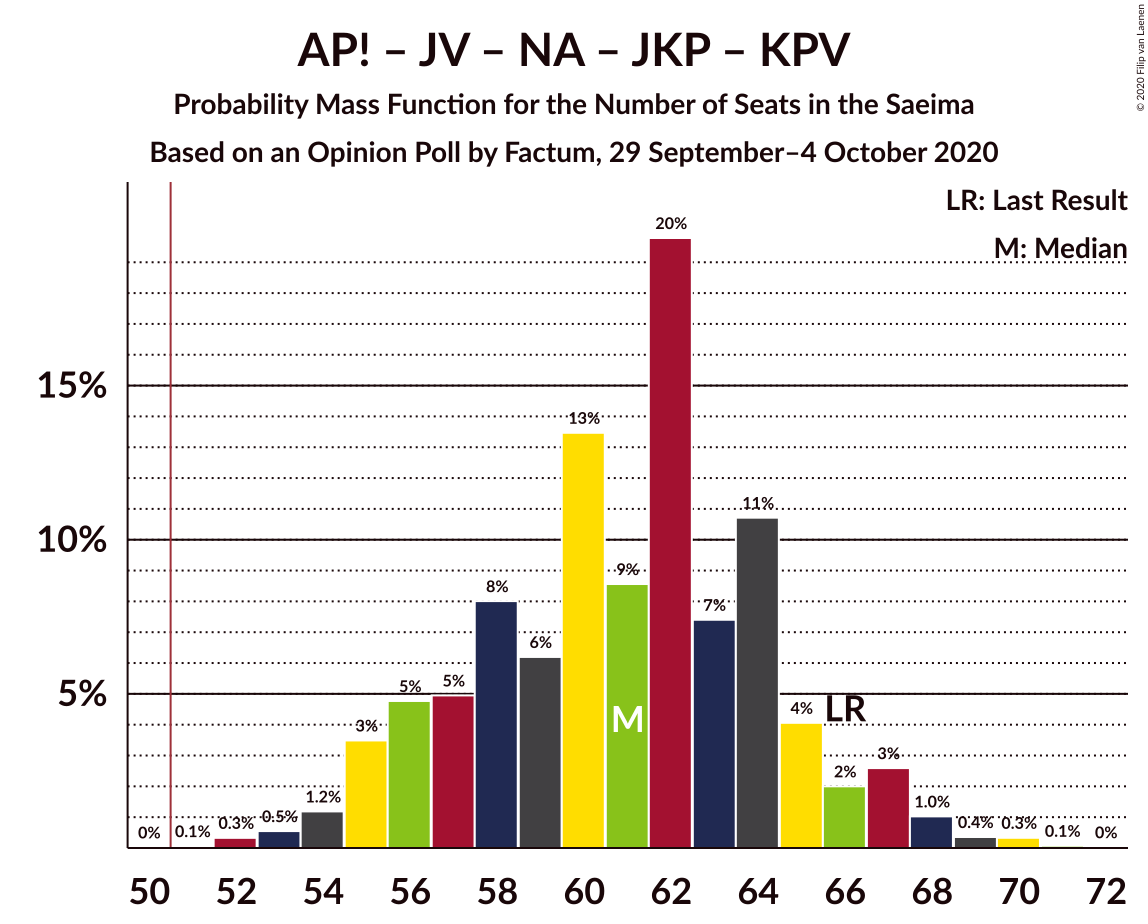 AP! – JV – NA – JKP – KPV
Probability Mass Function for the Number of Seats in the Saeima
Based on an Opinion Poll by Factum, 29 September–4 October 2020
© 2020 Filip van Laenen
LR: Last Result
M: Median
15%
10%
5%
0%
0.1%
0.3%
0.5%
1.2%
3%
5%
5%
8%
6%
13%
9%
20%
7%
11%
4%
2%
3%
1.0%
0.4%
0.3%
0.1%
0%
M
LR
50 52 54 56 58 60 62 64 66 68 70 72